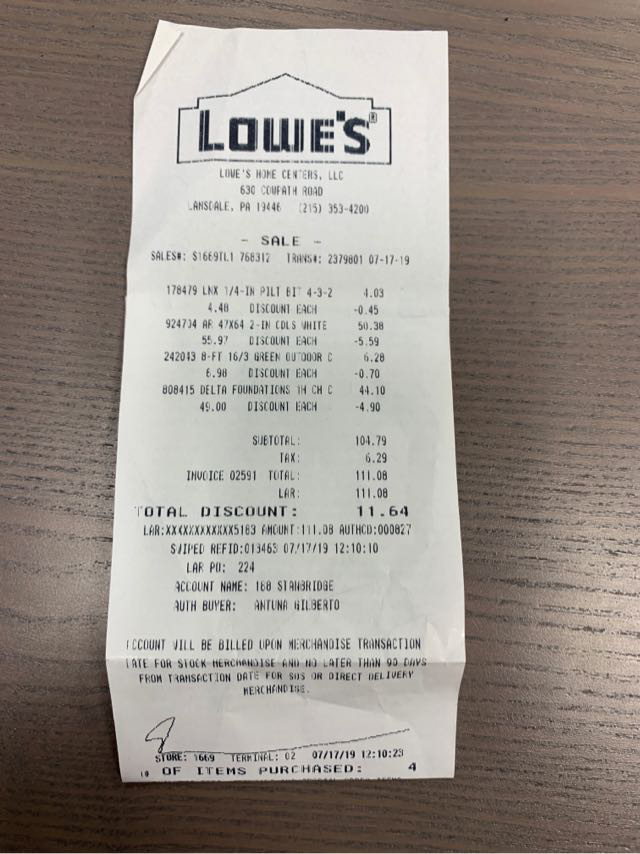 LOWE'S®
LOWE'S HOME CENTERS, LLC
630 COWPATH ROAD
LANSDALE, PA 19446 (215) 353-4200
- SALE -
SALES#: S1669TL1 768312 TRANS#: 2379801 07-17-19
178479 LNX 1/4-IN PILT BIT 4-3-2 4.03
4.48 DISCOUNT EACH -0.45
924734 AR 47X64 2-IN CDLS WHITE 50.38
55.97 DISCOUNT EACH -5.59
242043 8-FT 16/3 GREEN OUTDOOR C 6.28
6.98 DISCOUNT EACH -0.70
808415 DELTA FOUNDATIONS 1H CH C 44.10
49.00 DISCOUNT EACH -4.90
SUBTOTAL: 104.79
TAX: 6.29
INVOICE 02591 TOTAL: 111.08
LAR: 111.08
TOTAL DISCOUNT: 11.64
LAR:XXXXXXXXXXXX5183 AMOUNT:111.08 AUTHCD:000827
SWIPED REFID:013463 07/17/19 12:10:10
LAR PO: 224
ACCOUNT NAME: 168 STANBRIDGE
AUTH BUYER: ANTUNA GILBERTO
ACCOUNT WILL BE BILLED UPON MERCHANDISE TRANSACTION
DATE FOR STOCK MERCHANDISE AND NO LATER THAN 90 DAYS
FROM TRANSACTION DATE FOR SOS OR DIRECT DELIVERY
MERCHANDISE.
STORE: 1669 TERMINAL: 02 07/17/19 12:10:23
# OF ITEMS PURCHASED: 4